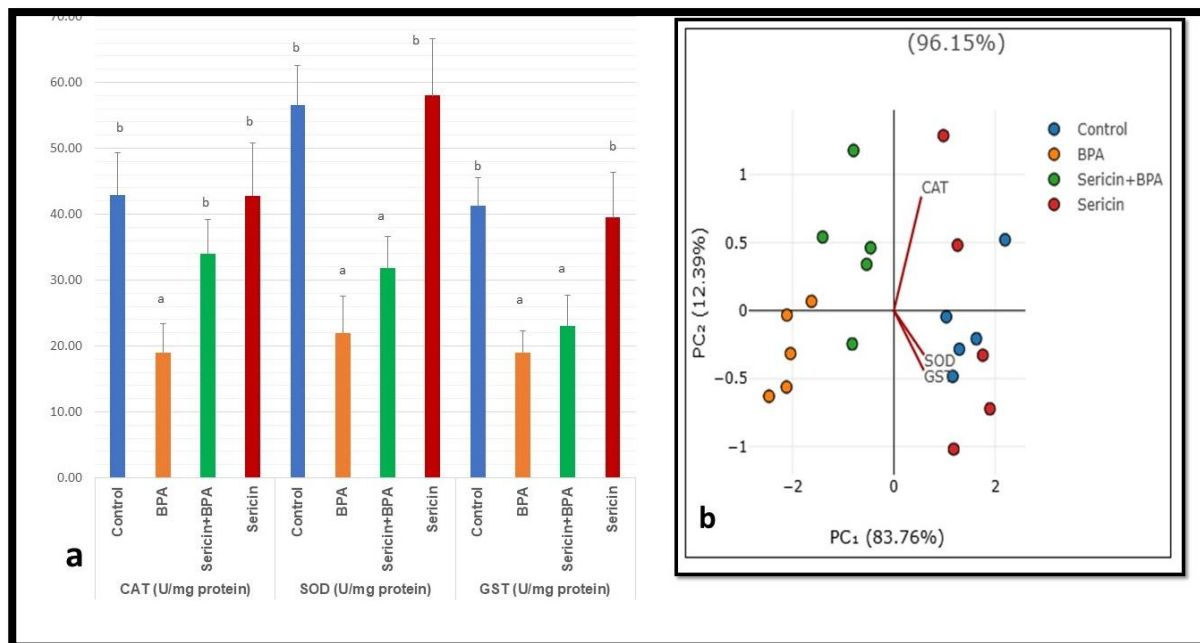 70.00
60.00
50.00
40.00
30.00
20.00
10.00
0.00
b
a
b
b
b
a
a
b
b
a
a
b
Control
BPA
Sericin+BPA
Sericin
Control
BPA
Sericin+BPA
Sericin
Control
BPA
Sericin+BPA
Sericin
CAT (U/mg protein)
SOD (U/mg protein)
GST (U/mg protein)
a
(96.15%)
Control
BPA
Sericin+BPA
Sericin
CAT
SOD
GST
1
0.5
0
−0.5
−1
PC₂ (12.39%)
−2
0
2
PC₁ (83.76%)
b